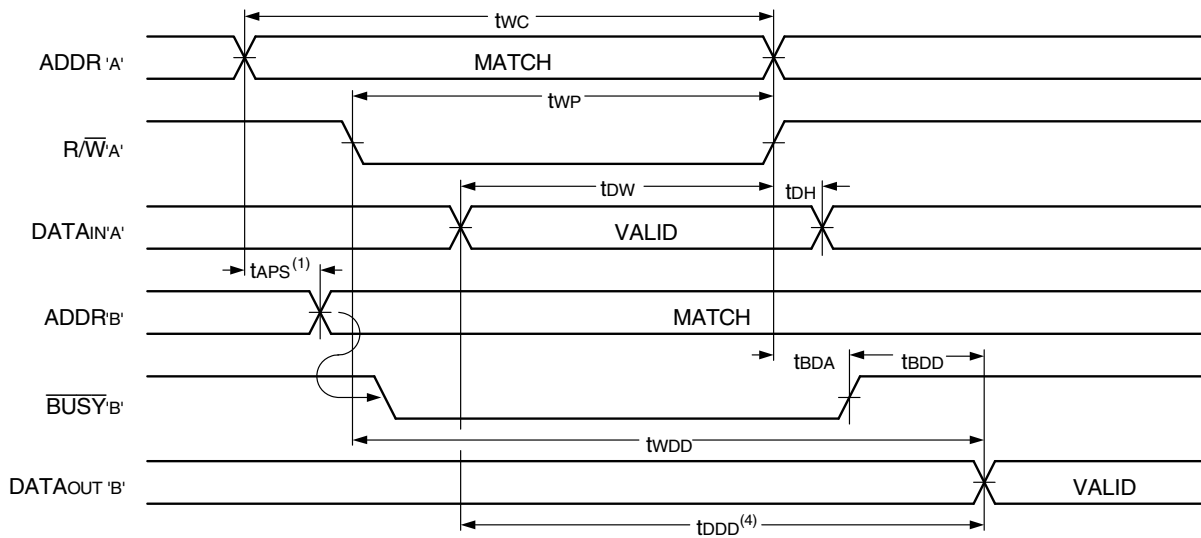 tWC
ADDR 'A'
MATCH
tWP
R/W̅'A'
tDW
tDH
DATAIN'A'
VALID
tAPS(1)
ADDR'B'
MATCH
tBDA
tBDD
B̅U̅S̅Y̅'B'
tWDD
DATAOUT 'B'
VALID
tDDD(4)